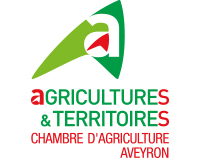 a
aGRICULTURES
& TERRITOIRES
CHAMBRE D'AGRICULTURE
AVEYRON